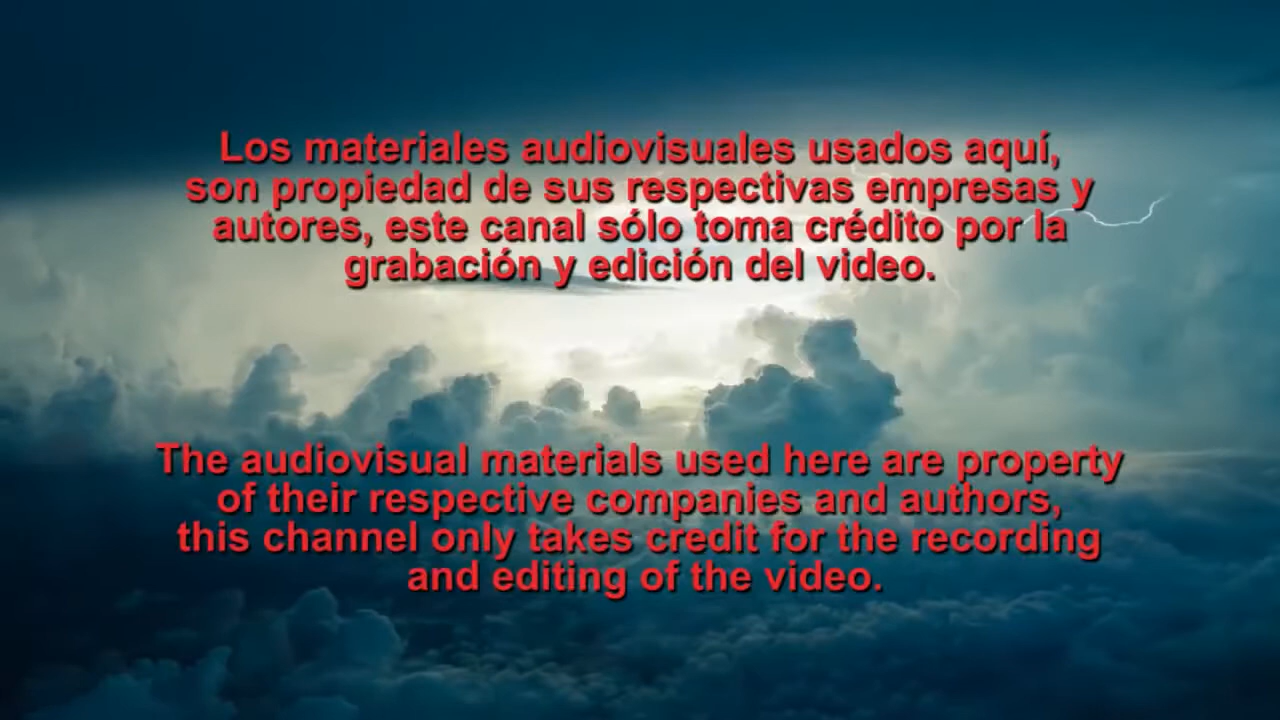 Los materiales audiovisuales usados aquí,
son propiedad de sus respectivas empresas y
autores, este canal sólo toma crédito por la
grabación y edición del video.
The audiovisual materials used here are property
of their respective companies and authors,
this channel only takes credit for the recording
and editing of the video.